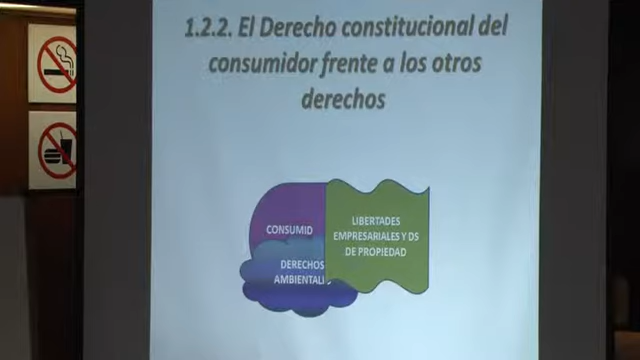 1.2.2. El Derecho constitucional del
consumidor frente a los otros
derechos
CONSUMID
LIBERTADES
EMPRESARIALES Y DS
DE PROPIEDAD
DERECHOS
AMBIENTAL